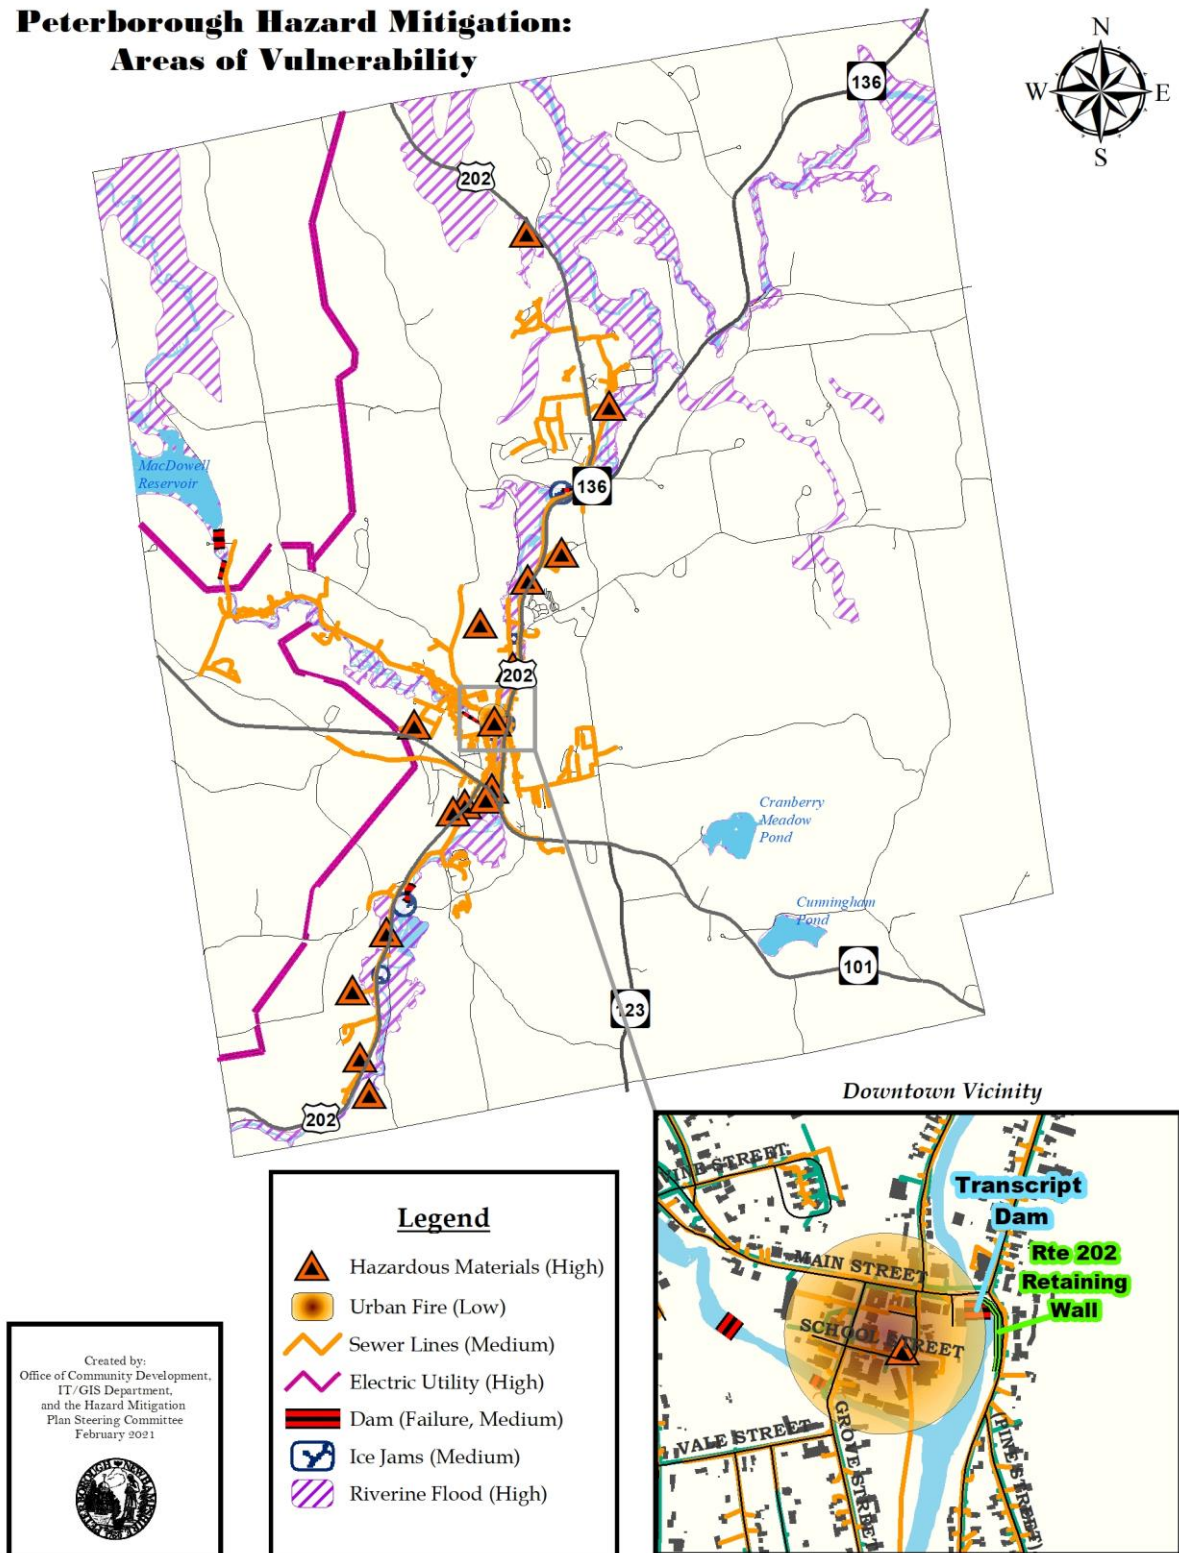 Peterborough Hazard Mitigation:
Areas of Vulnerability
N
W
E
S
136
202
MacDowell
Reservoir
136
202
Cranberry
Meadow
Pond
Cunningham
Pond
101
123
202
Downtown Vicinity
VINE STREET
Transcript
Dam
MAIN STREET
Rte 202
Retaining
Wall
SCHOOL STREET
VALE STREET
GROVE STREET
(PINE STREET)
Legend
Hazardous Materials (High)
Urban Fire (Low)
Sewer Lines (Medium)
Electric Utility (High)
Dam (Failure, Medium)
Ice Jams (Medium)
Riverine Flood (High)
Created by:
Office of Community Development,
IT/GIS Department,
and the Hazard Mitigation
Plan Steering Committee
February 2021